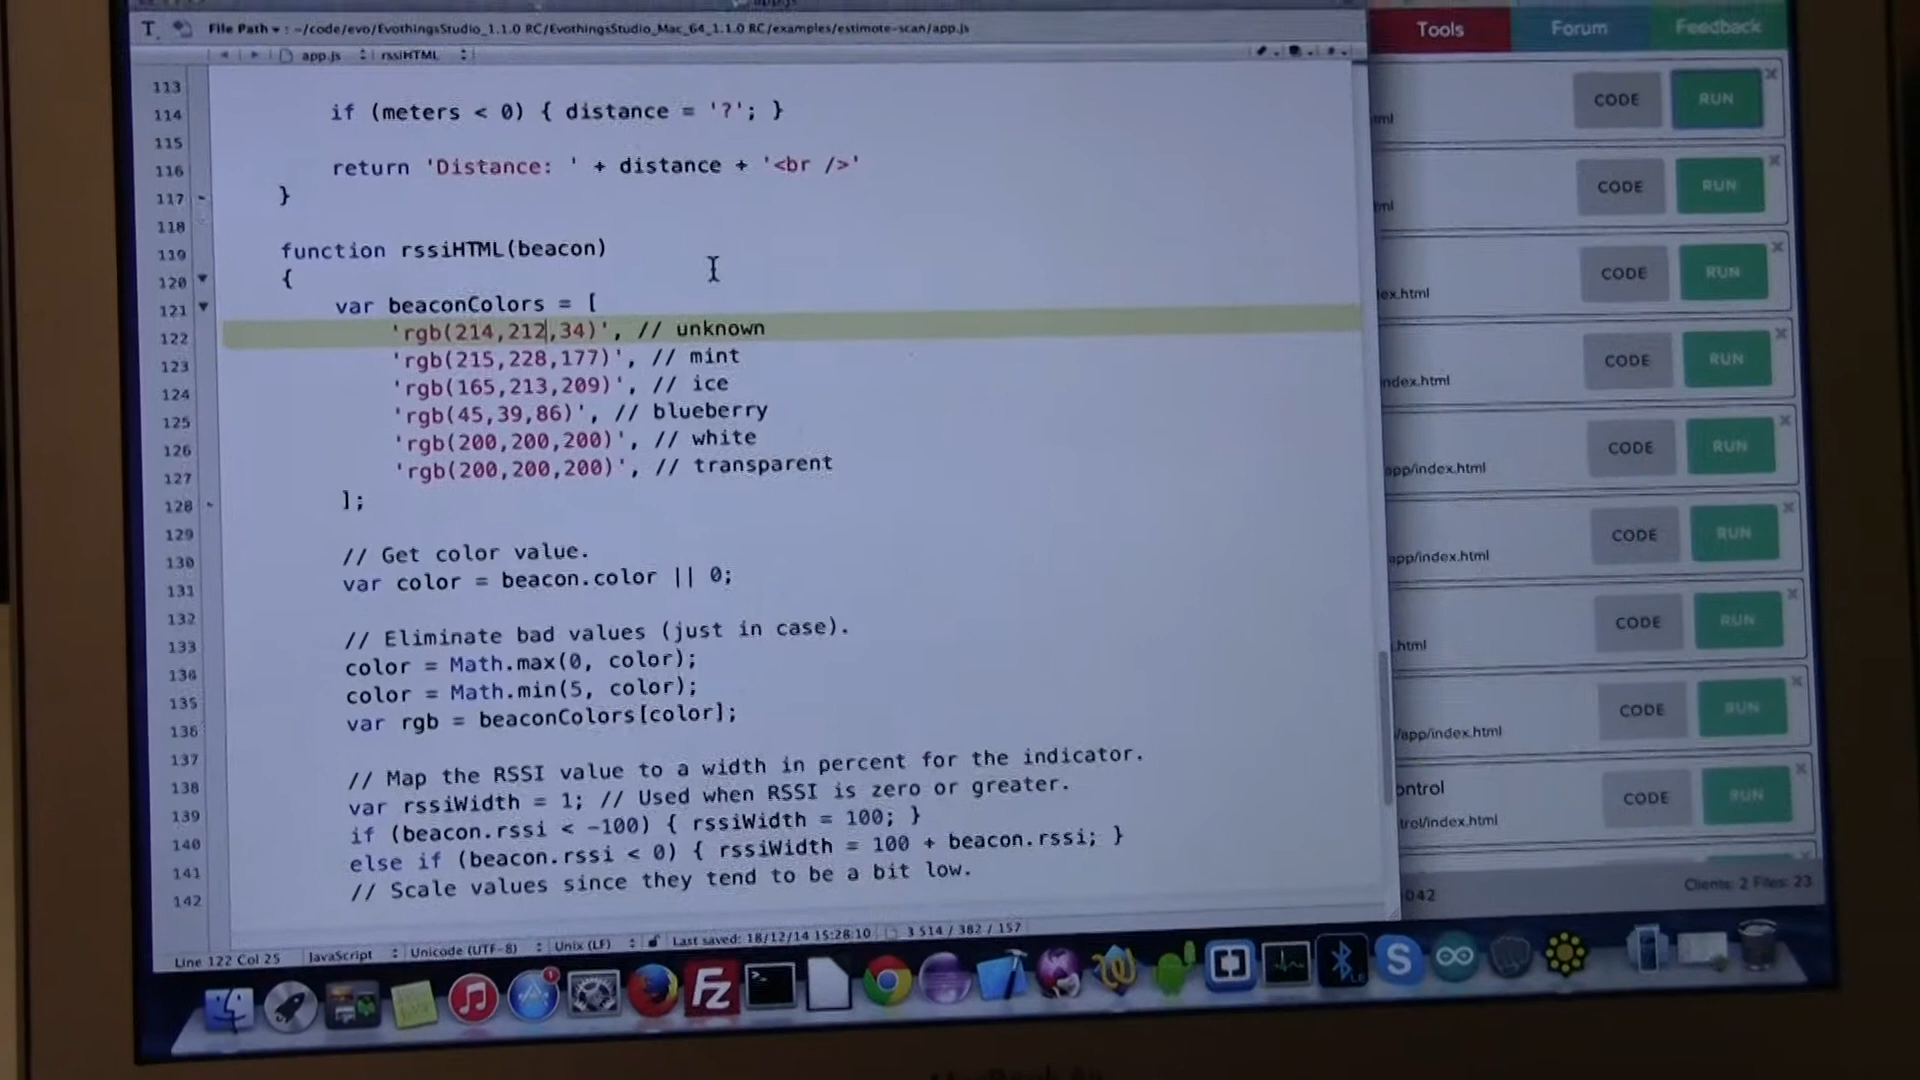 File Path ▾ : ~/code/evo/EvothingsStudio_1.1.0 RC/EvothingsStudio_Mac_64_1.1.0 RC/examples/estimote-scan/app.js
app.js rssiHTML
113
114 if (meters < 0) { distance = '?'; }
115
116 return 'Distance: ' + distance + '<br />'
117 }
118
119 function rssiHTML(beacon)
120 {
121 var beaconColors = [
122 'rgb(214,212,34)', // unknown
123 'rgb(215,228,177)', // mint
124 'rgb(165,213,209)', // ice
125 'rgb(45,39,86)', // blueberry
126 'rgb(200,200,200)', // white
127 'rgb(200,200,200)', // transparent
128 ];
129
130 // Get color value.
131 var color = beacon.color || 0;
132
133 // Eliminate bad values (just in case).
134 color = Math.max(0, color);
135 color = Math.min(5, color);
136 var rgb = beaconColors[color];
137
138 // Map the RSSI value to a width in percent for the indicator.
139 var rssiWidth = 1; // Used when RSSI is zero or greater.
140 if (beacon.rssi < -100) { rssiWidth = 100; }
141 else if (beacon.rssi < 0) { rssiWidth = 100 + beacon.rssi; }
142 // Scale values since they tend to be a bit low.
Line 122 Col 25 JavaScript Unicode (UTF-8) Unix (LF) Last saved: 18/12/14 15:28:10 3 514 / 382 / 157
Tools Forum Feedback
CODE RUN
CODE RUN
CODE RUN
ex.html
CODE RUN
ndex.html
CODE RUN
app/index.html
CODE RUN
app/index.html
CODE RUN
.html
CODE RUN
/app/index.html
ontrol
CODE RUN
trol/index.html
042 Clients: 2 Files: 23
Fz
S